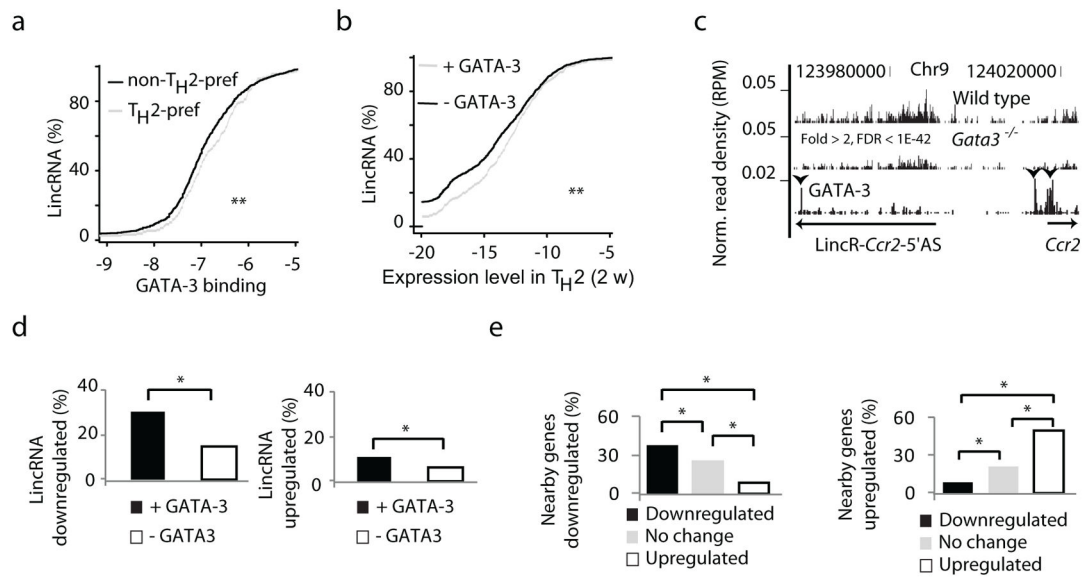 a
LincRNA (%)
80
40
0
non-TH2-pref
TH2-pref
**
-9 -8 -7 -6 -5
GATA-3 binding
b
LincRNA (%)
80
40
0
+ GATA-3
- GATA-3
**
-20 -15 -10 -5
Expression level in TH2 (2 w)
c
Norm. read density (RPM)
0.05
0.05
0.02
123980000 Chr9 124020000
Wild type
Fold > 2, FDR < 1E-42 Gata3 -/-
GATA-3
LincR-Ccr2-5'AS Ccr2
d
LincRNA
downregulated (%)
40
20
0
*
+ GATA-3
- GATA3
LincRNA
upregulated (%)
40
20
0
*
+ GATA-3
- GATA3
e
Nearby genes
downregulated (%)
60
30
0
*
* *
Downregulated
No change
Upregulated
Nearby genes
upregulated (%)
60
30
0
*
*
*
Downregulated
No change
Upregulated